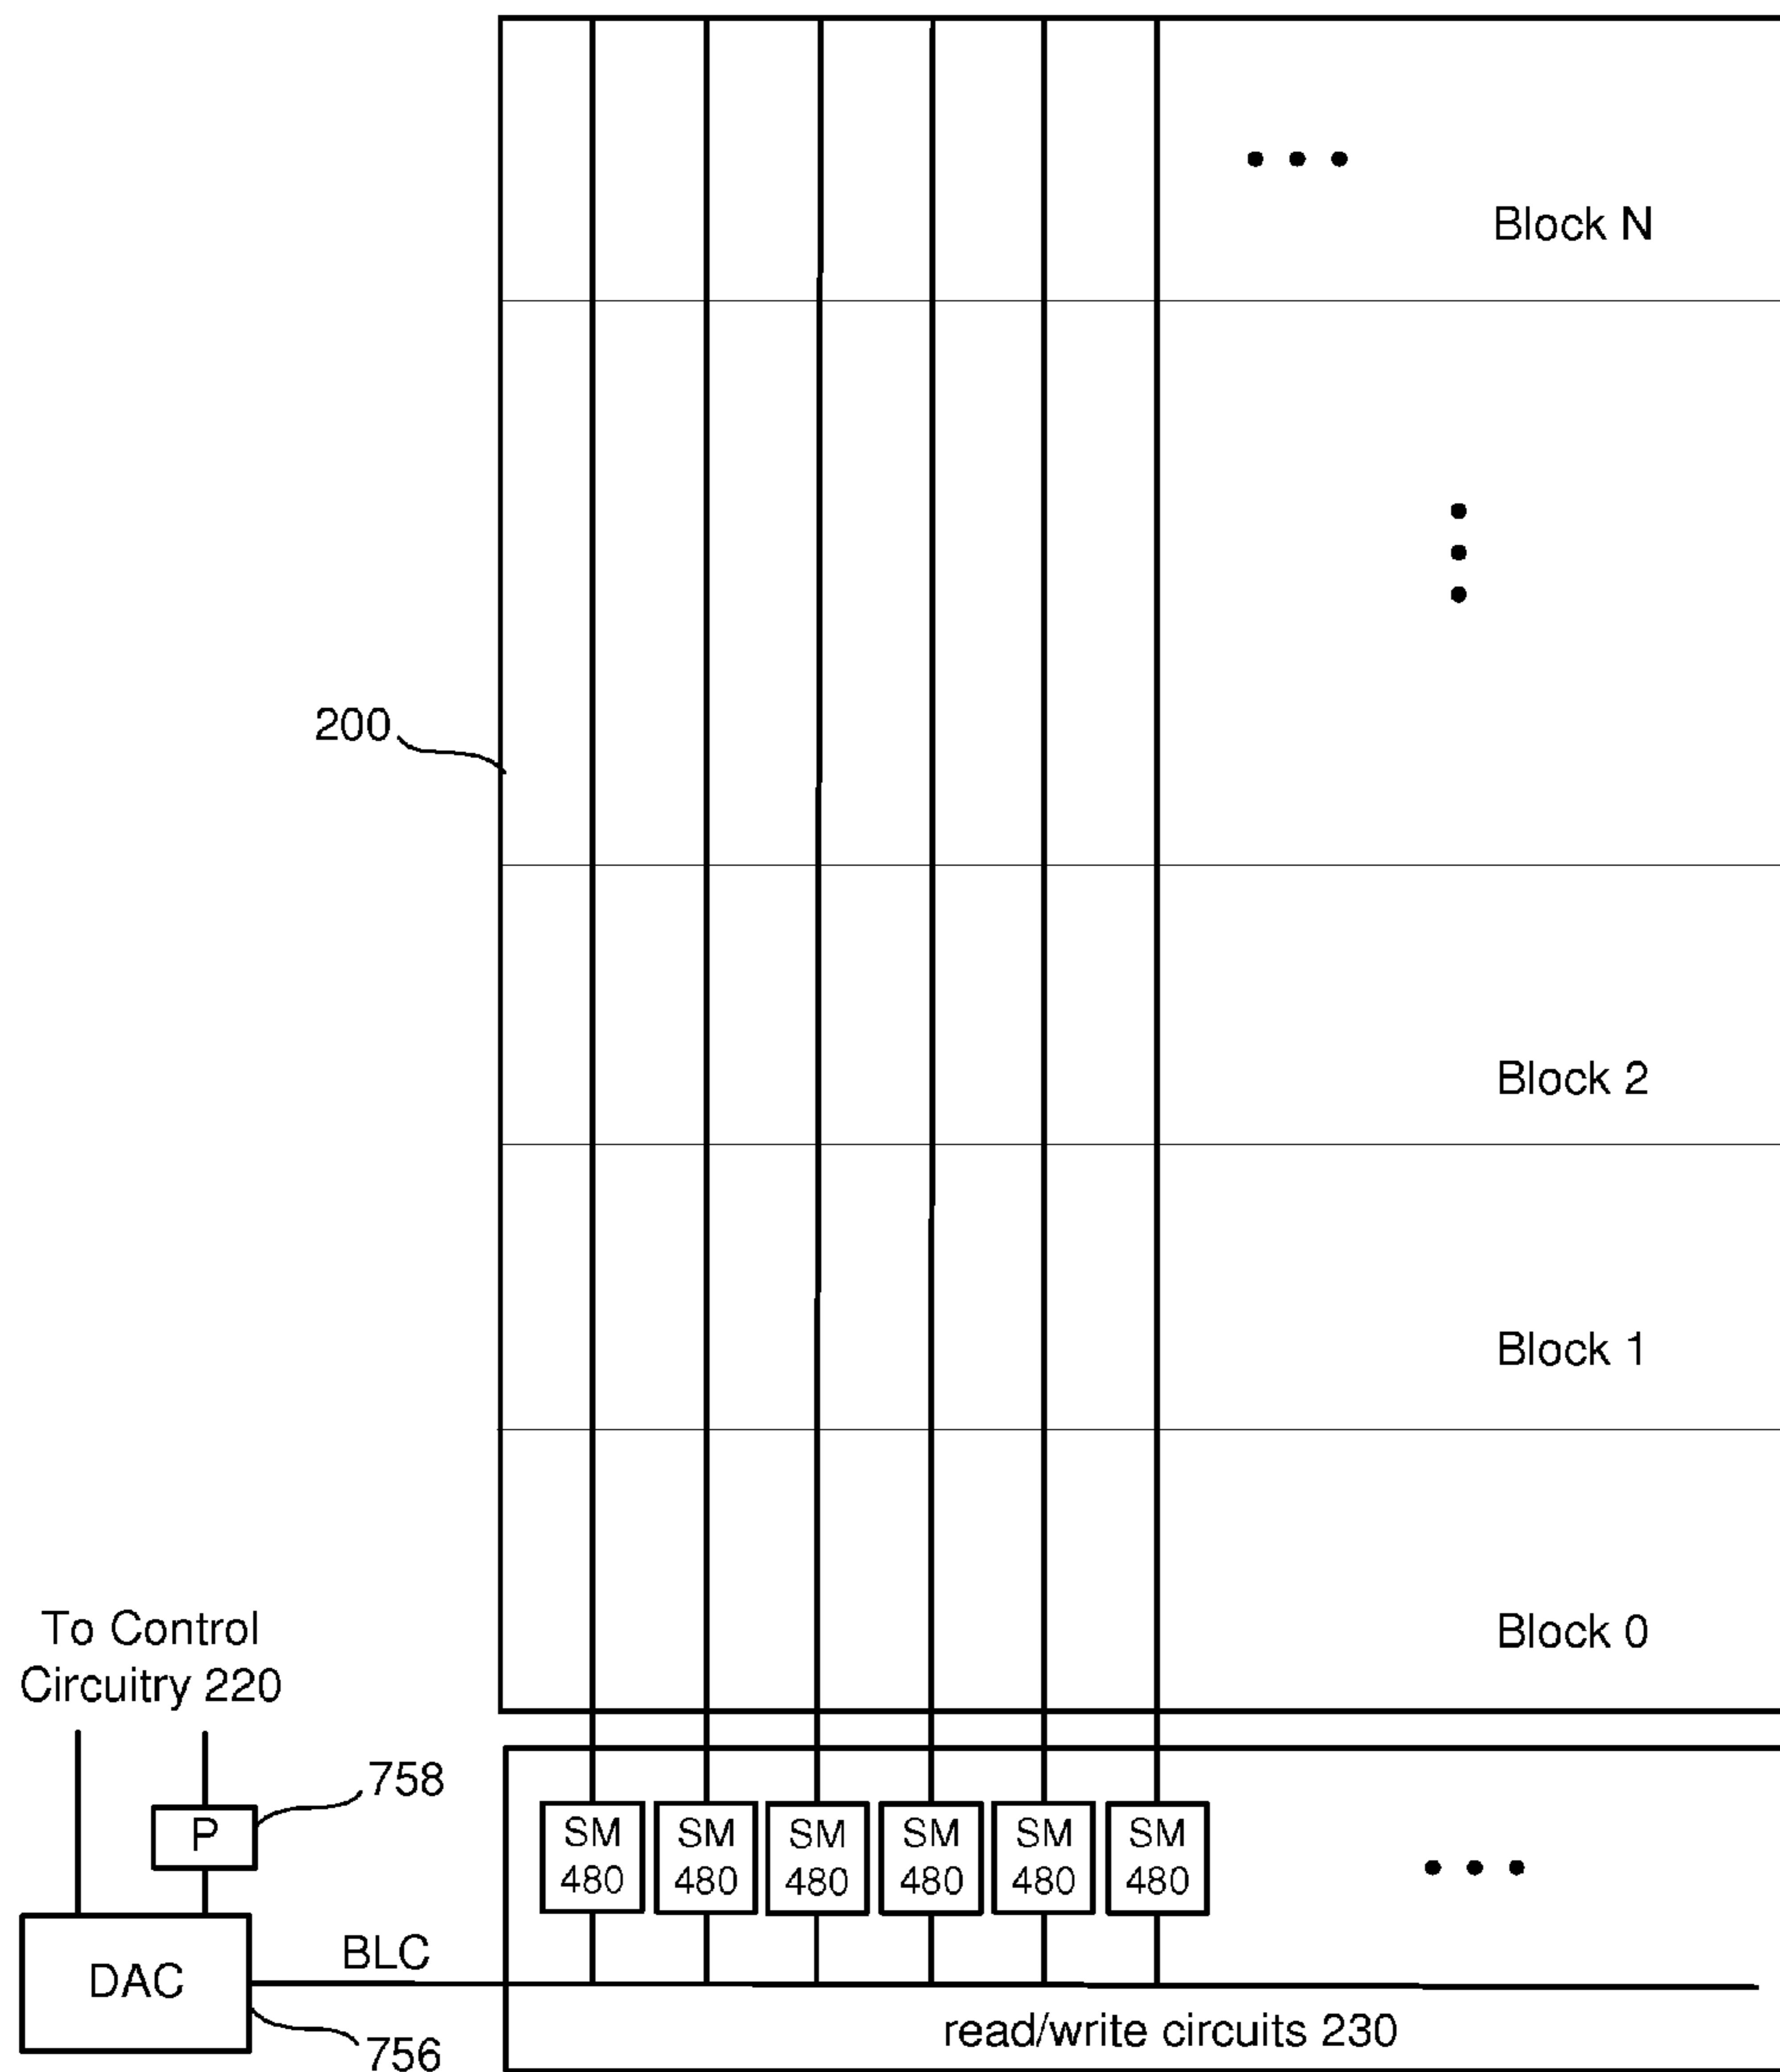 Block N
200
Block 2
Block 1
Block 0
To Control
Circuitry 220
758
P
SM
480
SM
480
SM
480
SM
480
SM
480
SM
480
BLC
DAC
read/write circuits 230
756